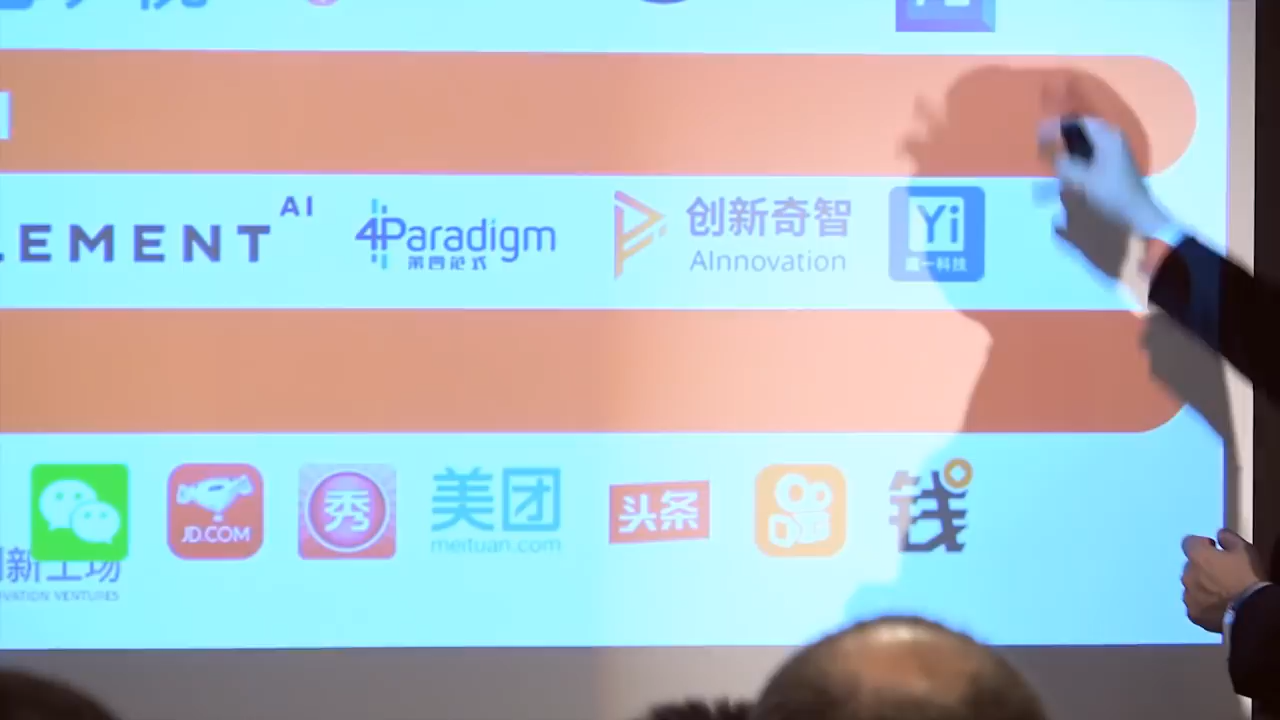 LEMENT AI
4Paradigm
第四范式
创新奇智
AInnovation
Yi
JD.COM
秀
美团
meituan.com
头条
钱
创新工场
VATION VENTURES